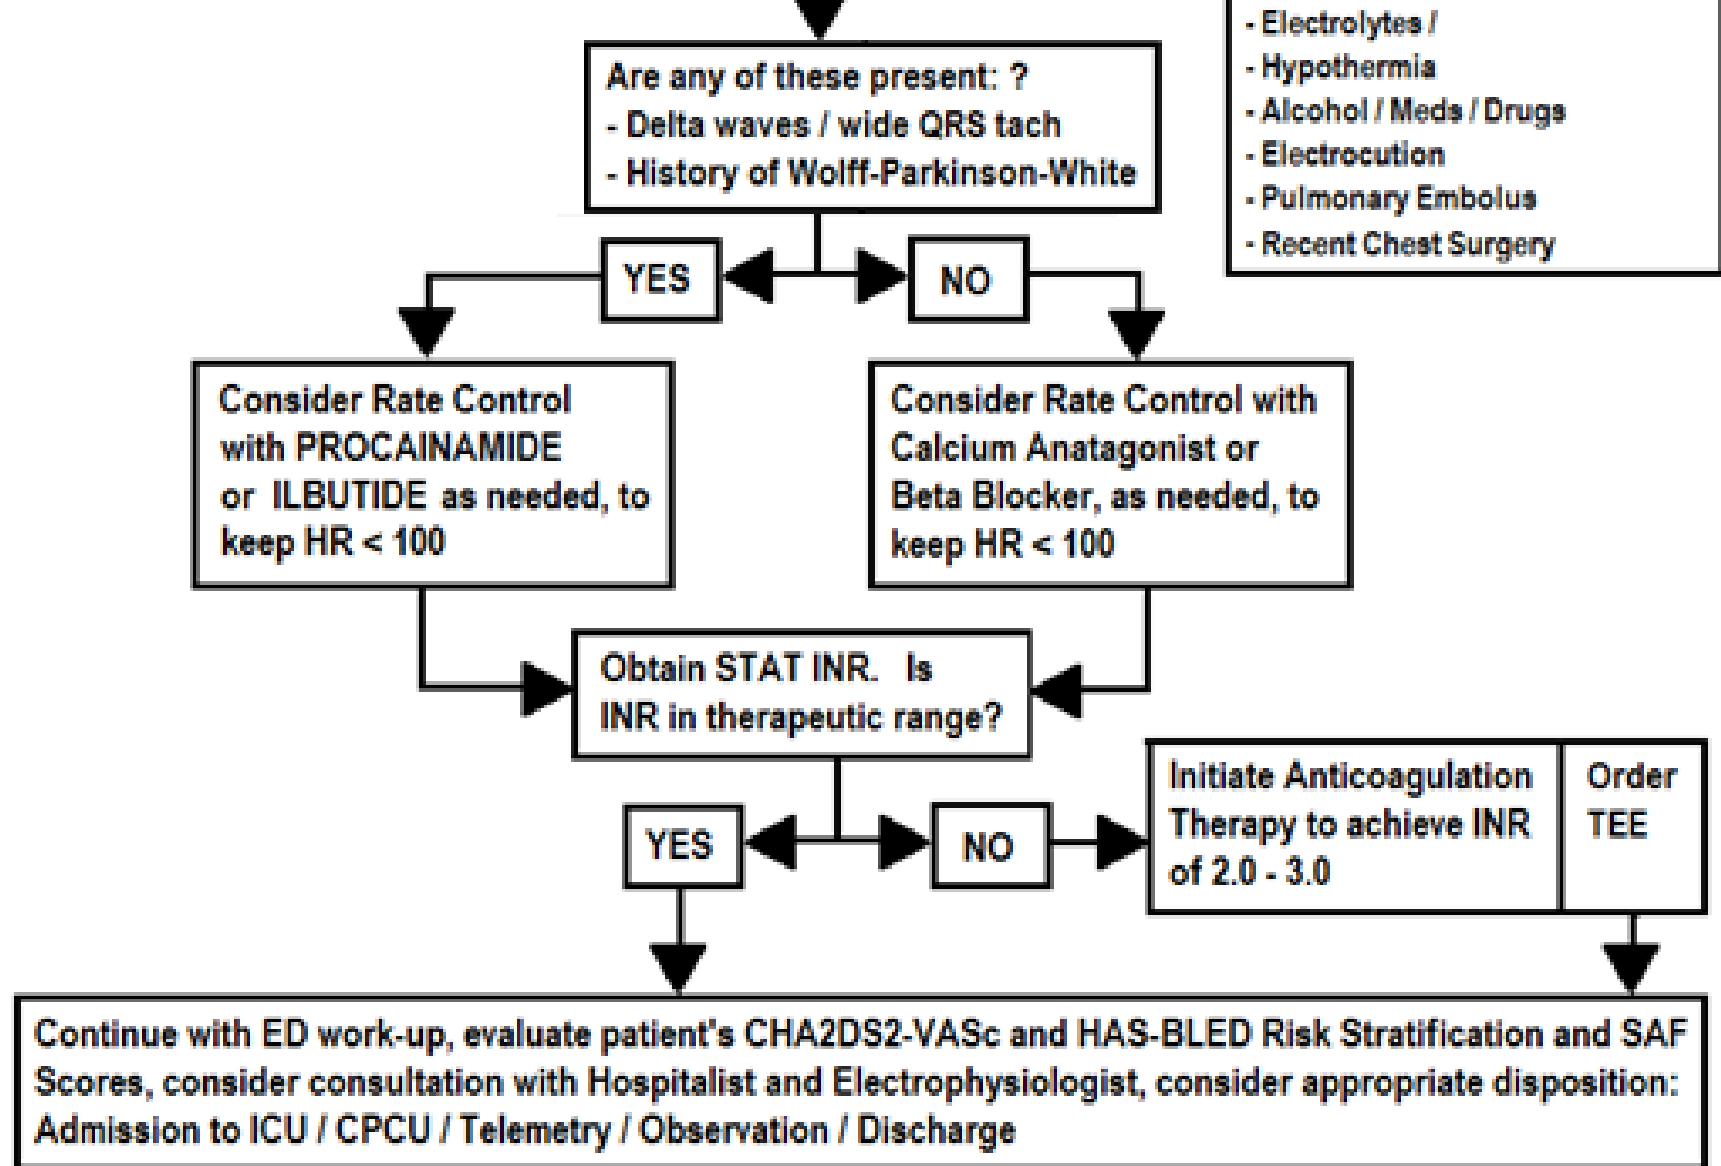 - Electrolytes /
- Hypothermia
- Alcohol / Meds / Drugs
- Electrocution
- Pulmonary Embolus
- Recent Chest Surgery
Are any of these present: ?
- Delta waves / wide QRS tach
- History of Wolff-Parkinson-White
YES
NO
Consider Rate Control
with PROCAINAMIDE
or ILBUTIDE as needed, to
keep HR < 100
Consider Rate Control with
Calcium Anatagonist or
Beta Blocker, as needed, to
keep HR < 100
Obtain STAT INR. Is
INR in therapeutic range?
YES
NO
Initiate Anticoagulation
Therapy to achieve INR
of 2.0 - 3.0
Order
TEE
Continue with ED work-up, evaluate patient's CHA2DS2-VASc and HAS-BLED Risk Stratification and SAF
Scores, consider consultation with Hospitalist and Electrophysiologist, consider appropriate disposition:
Admission to ICU / CPCU / Telemetry / Observation / Discharge